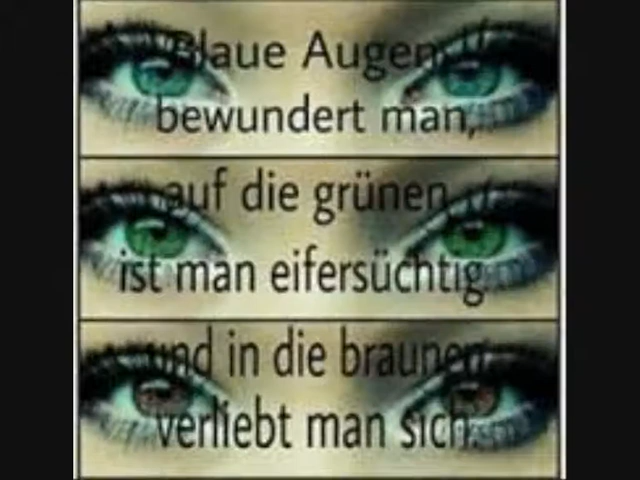 Blaue Augen
bewundert man,
auf die grünen
ist man eifersüchtig
und in die braunen
verliebt man sich.